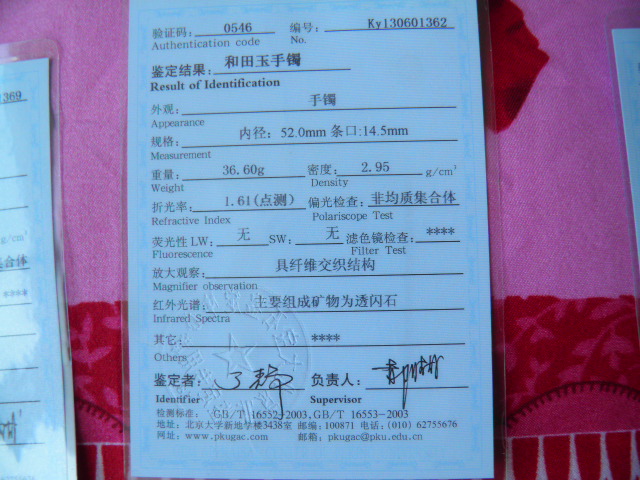 验证码: 0546 编号: Ky130601362
Authentication code No.
鉴定结果: 和田玉手镯
Result of Identification
外观: 手镯
Appearance
规格: 内径: 52.0mm 条口:14.5mm
Measurement
重量: 36.60g 密度: 2.95 g/cm³
Weight Density
折光率: 1.61(点测) 偏光检查: 非均质集合体
Refractive Index Polariscope Test
荧光性 LW: 无 SW: 无 滤色镜检查: ****
Fluorescence Filter Test
放大观察: 具纤维交织结构
Magnifier observation
红外光谱: 主要组成矿物为透闪石
Infrared Spectra
其它: ****
Others
鉴定者: 负责人:
Identifier Supervisor
检测标准: GB/T 16552-2003,GB/T 16553-2003
地址: 北京大学新地学楼3438室 邮编: 100871 电话: (010) 62755676
网址: www.pkugac.com 邮箱: pkugac@pku.edu.cn
1369
g/cm³
集合体
****